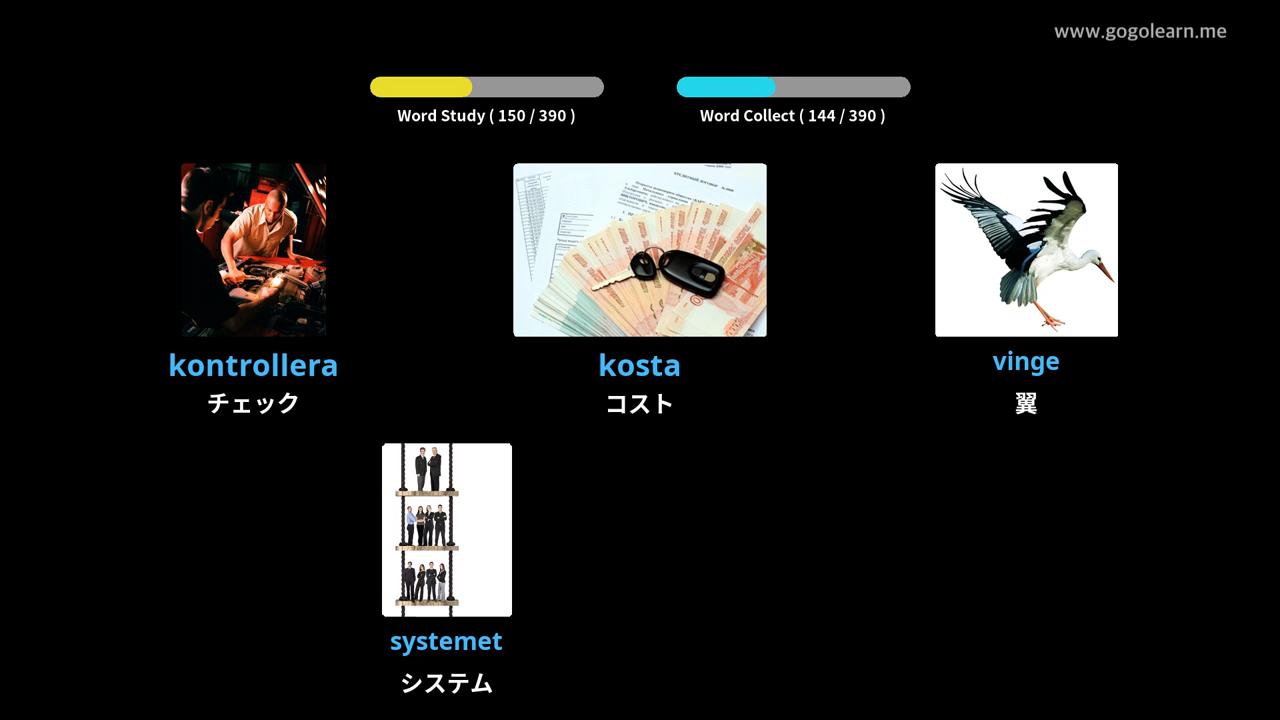 www.gogolearn.me
Word Study ( 150 / 390 )
Word Collect ( 144 / 390 )
kontrollera
チェック
kosta
コスト
vinge
翼
systemet
システム